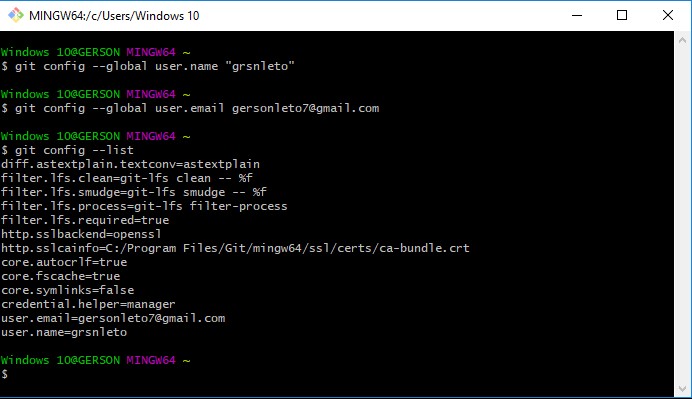 MINGW64:/c/Users/Windows 10
Windows 10@GERSON MINGW64 ~
$ git config --global user.name "grsnleto"
Windows 10@GERSON MINGW64 ~
$ git config --global user.email gersonleto7@gmail.com
Windows 10@GERSON MINGW64 ~
$ git config --list
diff.astextplain.textconv=astextplain
filter.lfs.clean=git-lfs clean -- %f
filter.lfs.smudge=git-lfs smudge -- %f
filter.lfs.process=git-lfs filter-process
filter.lfs.required=true
http.sslbackend=openssl
http.sslcainfo=C:/Program Files/Git/mingw64/ssl/certs/ca-bundle.crt
core.autocrlf=true
core.fscache=true
core.symlinks=false
credential.helper=manager
user.email=gersonleto7@gmail.com
user.name=grsnleto
Windows 10@GERSON MINGW64 ~
$